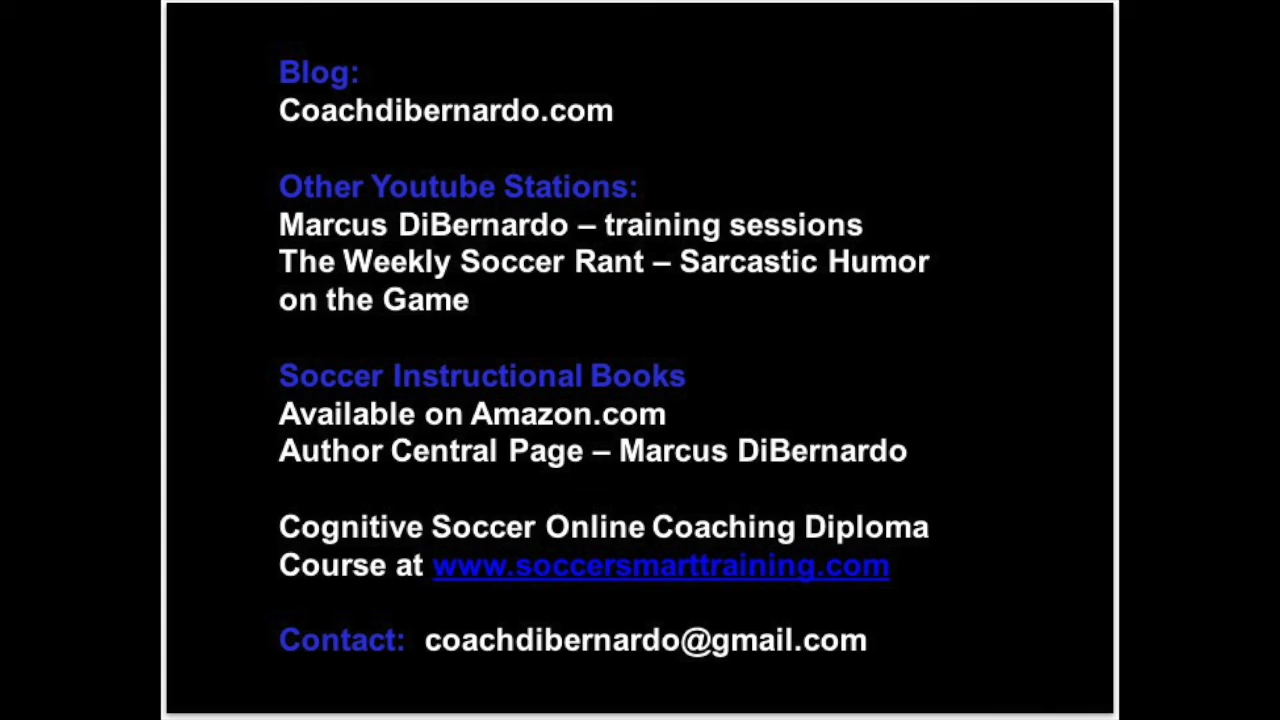 Blog:
Coachdibernardo.com
Other Youtube Stations:
Marcus DiBernardo – training sessions
The Weekly Soccer Rant – Sarcastic Humor
on the Game
Soccer Instructional Books
Available on Amazon.com
Author Central Page – Marcus DiBernardo
Cognitive Soccer Online Coaching Diploma
Course at www.soccersmarttraining.com
Contact: coachdibernardo@gmail.com